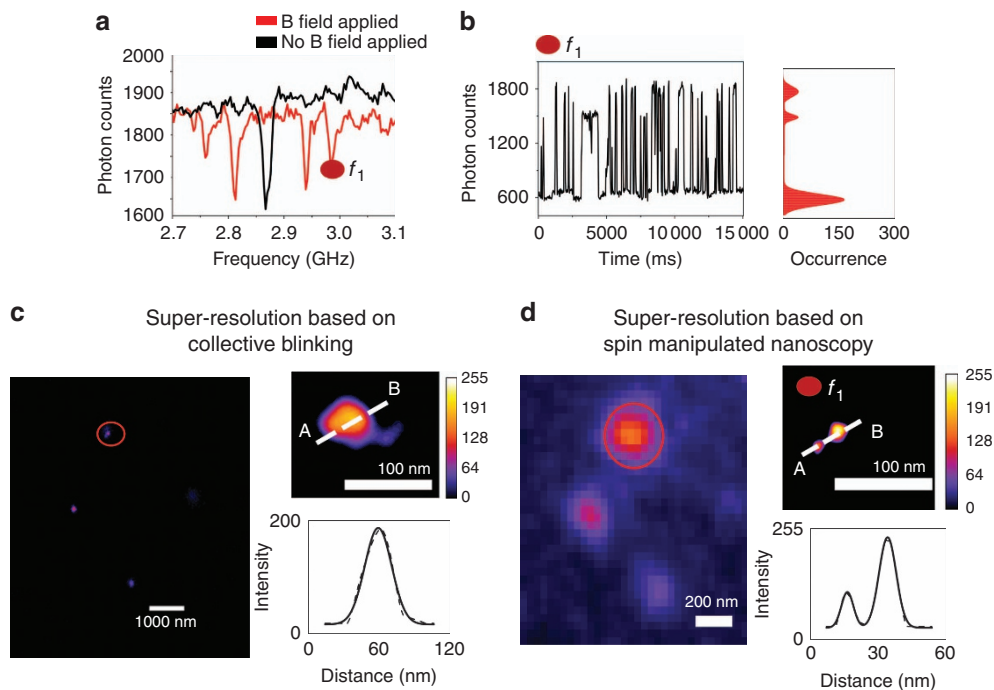 a
B field applied
No B field applied
2000
1900
1800
1700
1600
Photon counts
f1
2.7 2.8 2.9 3.0 3.1
Frequency (GHz)
b
f1
Photon counts
1800
1200
600
0 5000 10 000 15 000
Time (ms)
0 150 300
Occurrence
c
Super-resolution based on
collective blinking
1000 nm
A
B
100 nm
255
191
128
64
0
200
0
Intensity
0 60 120
Distance (nm)
d
Super-resolution based on
spin manipulated nanoscopy
200 nm
f1
A
B
100 nm
255
191
128
64
0
255
0
Intensity
0 30 60
Distance (nm)